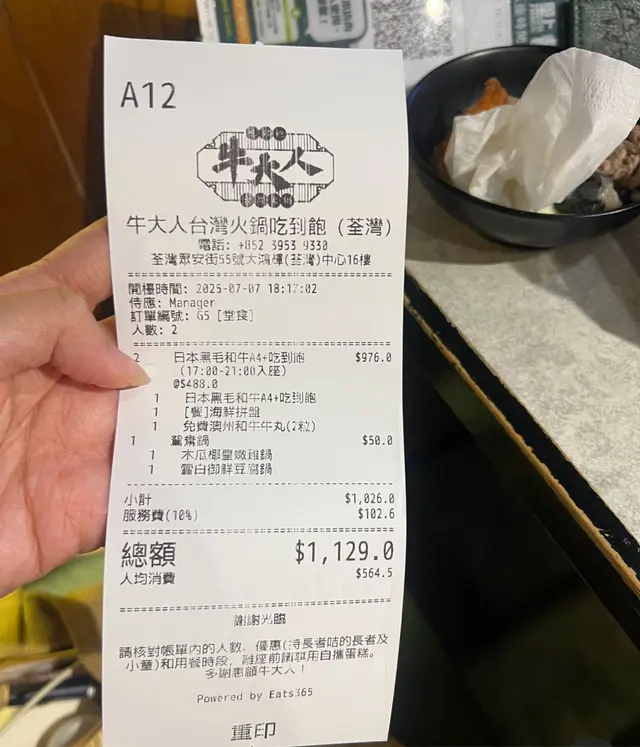 A12
牛大人
牛大人台灣火鍋吃到飽 (荃灣)
電話: +852 3953 9330
荃灣眾安街55號大鴻輝(荃灣)中心16樓
開檯時間: 2025-07-07 18:17:02
侍應: Manager
訂單編號: G5 [堂食]
人數: 2
2 日本黑毛和牛A4+吃到飽 $976.0
(17:00-21:00入座)
@$488.0
1 日本黑毛和牛A4+吃到飽
1 [餐]海鮮拼盤
1 免費澳州和牛牛丸(2粒)
1 鴛鴦鍋 $50.0
1 木瓜椰皇嫩雞鍋
1 雪白御鮮豆腐鍋
小計 $1,026.0
服務費(10%) $102.6
總額 $1,129.0
人均消費 $564.5
謝謝光臨
請核對帳單內的人數、優惠(持長者咭的長者及
小童)和用餐時段, 離座前請享用自攜蛋糕。
多謝惠顧牛大人!
Powered by Eats365
重印